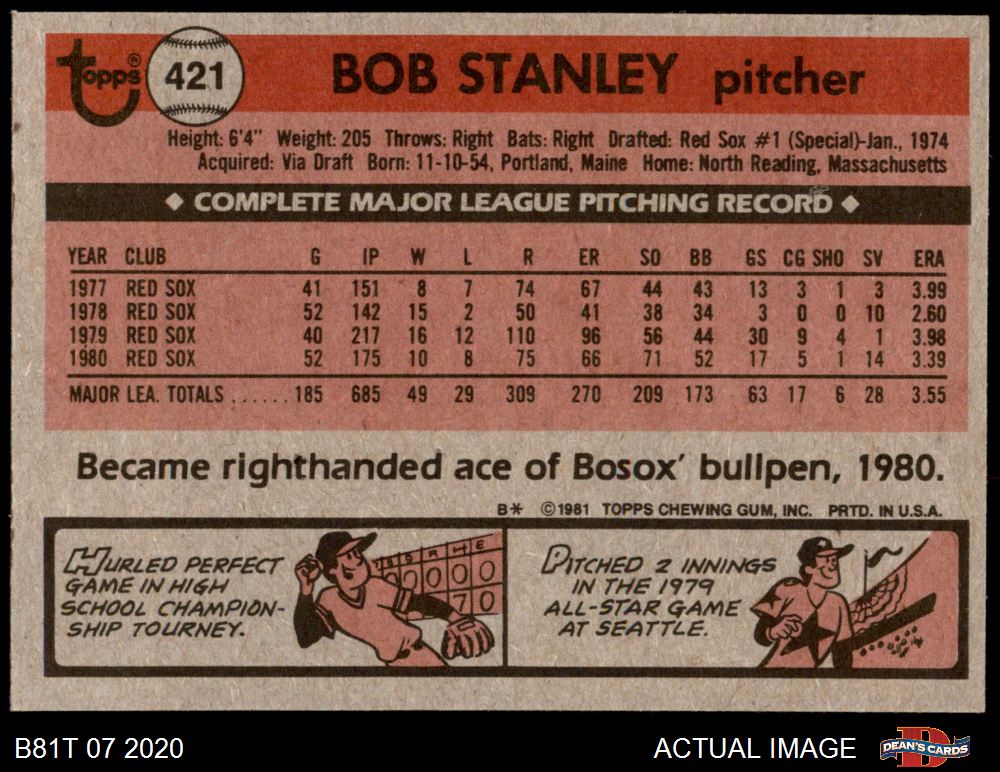 topps® 421 BOB STANLEY pitcher
Height: 6'4" Weight: 205 Throws: Right Bats: Right Drafted: Red Sox #1 (Special)-Jan., 1974
Acquired: Via Draft Born: 11-10-54, Portland, Maine Home: North Reading, Massachusetts
◆ COMPLETE MAJOR LEAGUE PITCHING RECORD ◆
YEAR CLUB G IP W L R ER SO BB GS CG SHO SV ERA
1977 RED SOX 41 151 8 7 74 67 44 43 13 3 1 3 3.99
1978 RED SOX 52 142 15 2 50 41 38 34 3 0 0 10 2.60
1979 RED SOX 40 217 16 12 110 96 56 44 30 9 4 1 3.98
1980 RED SOX 52 175 10 8 75 66 71 52 17 5 1 14 3.39
MAJOR LEA. TOTALS ...... 185 685 49 29 309 270 209 173 63 17 6 28 3.55
Became righthanded ace of Bosox' bullpen, 1980.
B* ©1981 TOPPS CHEWING GUM, INC. PRTD. IN U.S.A.
HURLED PERFECT
GAME IN HIGH
SCHOOL CHAMPION-
SHIP TOURNEY.
7 8 9 R H E
0 0 0 0
7 0
PITCHED 2 INNINGS
IN THE 1979
ALL-STAR GAME
AT SEATTLE.
B81T 07 2020 ACTUAL IMAGE D DEAN'S CARDS